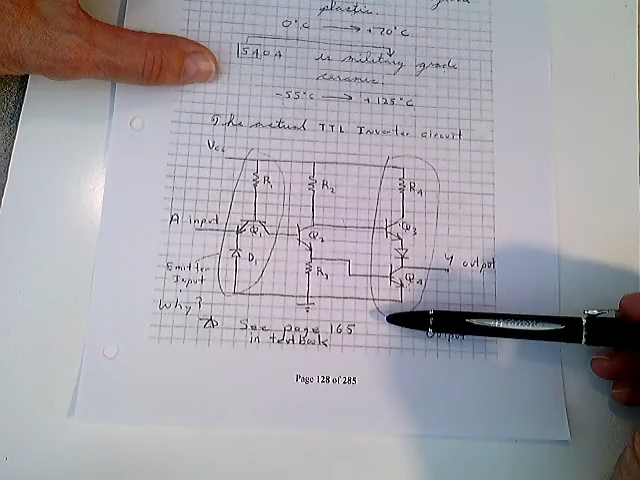 plastic.
0°C → +70°C
5404 is military grade
ceramic.
-55°C → +125°C
The actual TTL Inverter circuit
Vcc
R1 R2 R4
A input Q1 Q2 Q3
D1 R3 Q4 Y output
Emitter
Input
Why?
See page 165
in textbook
Output
Page 128 of 285